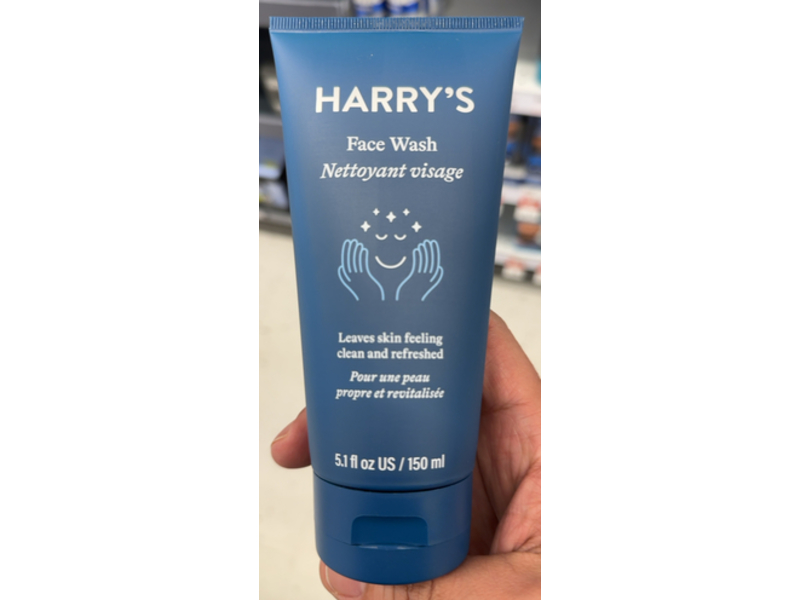 HARRY'S
Face Wash
Nettoyant visage
Leaves skin feeling
clean and refreshed
Pour une peau
propre et revitalisée
5.1 fl oz US / 150 ml